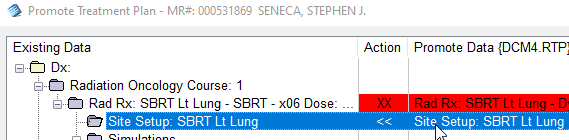 Promote Treatment Plan - MR#: 000531869 SENECA, STEPHEN J.
Existing Data Action Promote Data {DCM4.RTP}
Dx:
Radiation Oncology Course: 1
Rad Rx: SBRT Lt Lung - SBRT - x06 Dose: ... XX Rad Rx: SBRT Lt Lung - D
Site Setup: SBRT Lt Lung << Site Setup: SBRT Lt Lung
Simulations